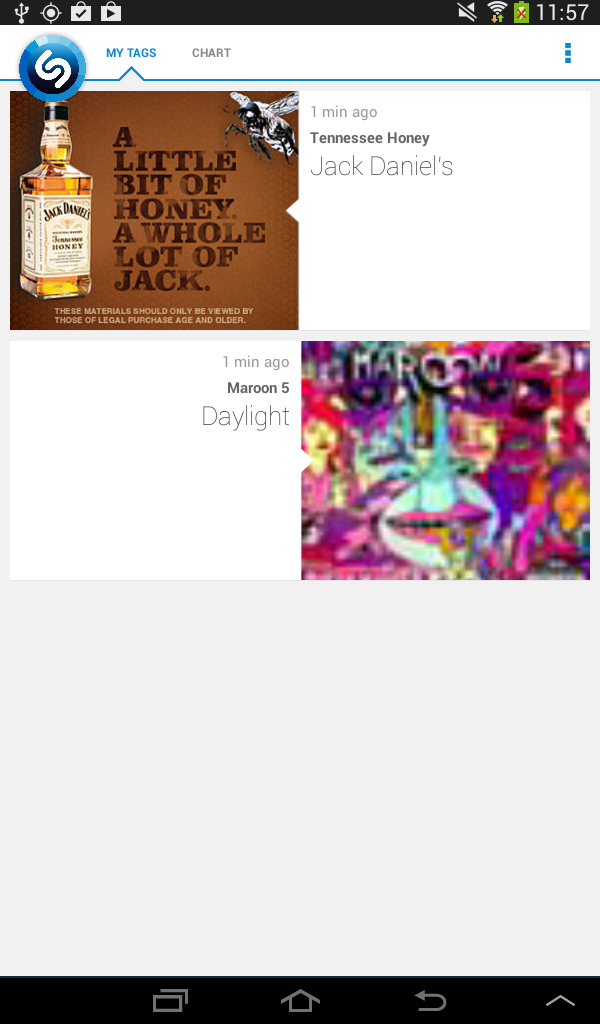 11:57
MY TAGS
CHART
A
LITTLE
BIT OF
HONEY.
A WHOLE
LOT OF
JACK.
JACK DANIEL'S
Tennessee
HONEY
THESE MATERIALS SHOULD ONLY BE VIEWED BY
THOSE OF LEGAL PURCHASE AGE AND OLDER.
1 min ago
Tennessee Honey
Jack Daniel's
1 min ago
Maroon 5
Daylight
MAROON